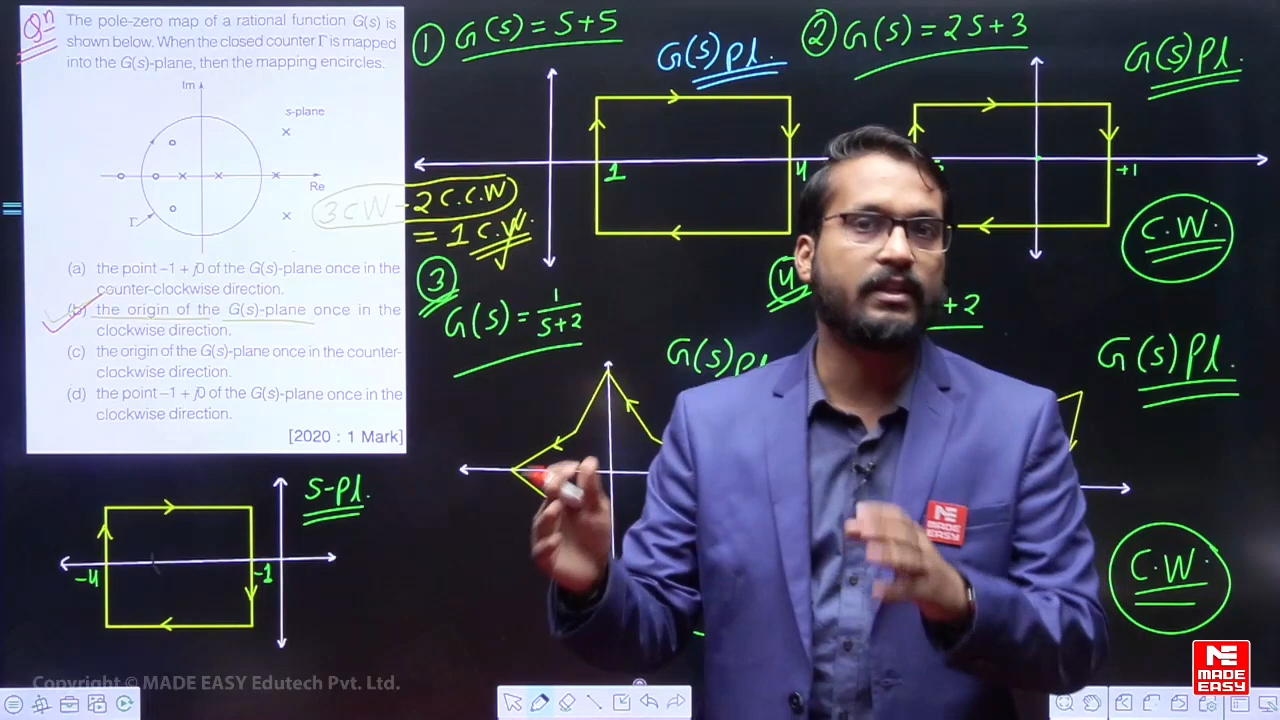 Qn
The pole-zero map of a rational function G(s) is
shown below. When the closed counter Γ is mapped
into the G(s)-plane, then the mapping encircles.
Im
s-plane
Re
Γ
(a) the point –1 + j0 of the G(s)-plane once in the
counter-clockwise direction.
(b) the origin of the G(s)-plane once in the
clockwise direction.
(c) the origin of the G(s)-plane once in the counter-
clockwise direction.
(d) the point –1 + j0 of the G(s)-plane once in the
clockwise direction.
[2020 : 1 Mark]
3CW - 2C.C.W
= 1 C.W.
S-Pl.
-4
-1
① G(s) = S+5
G(s) Pl.
1
4
② G(s) = 2S+3
G(s) Pl.
+1
C.W.
③
G(s) = 1/(S+2)
G(s) Pl.
④
+2
G(s) Pl.
C.W.
ME
MADE
EASY
ME
MADE
EASY
Copyright © MADE EASY Edutech Pvt. Ltd.